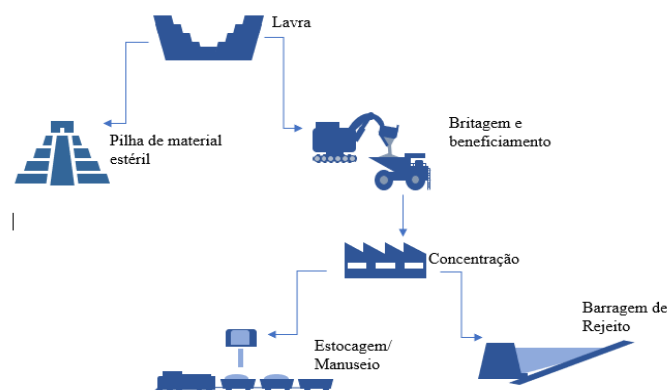 Lavra
Britagem e
beneficiamento
Pilha de material
estéril
Concentração
Barragem de
Rejeito
Estocagem/
Manuseio